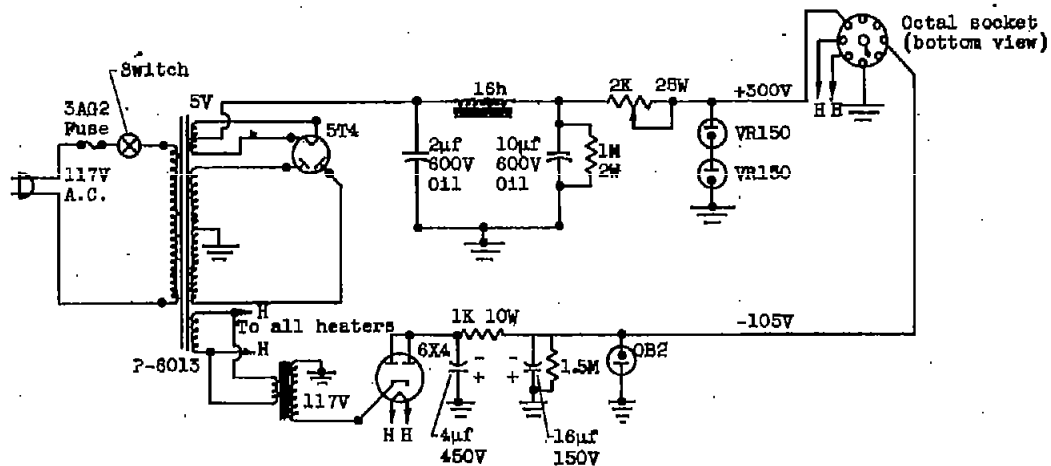 Octal socket
(bottom view)
Switch
3AG2
Fuse
5V
5T4
16h
2K 25W
+300V
H H
117V
A.C.
2µf
600V
Oil
10µf
600V
Oil
1M
2W
VR150
VR150
H
To all heaters
H
P-6013
117V
6X4
H H
1K 10W
-105V
- +
- +
1.5M
OB2
4µf
450V
16µf
150V